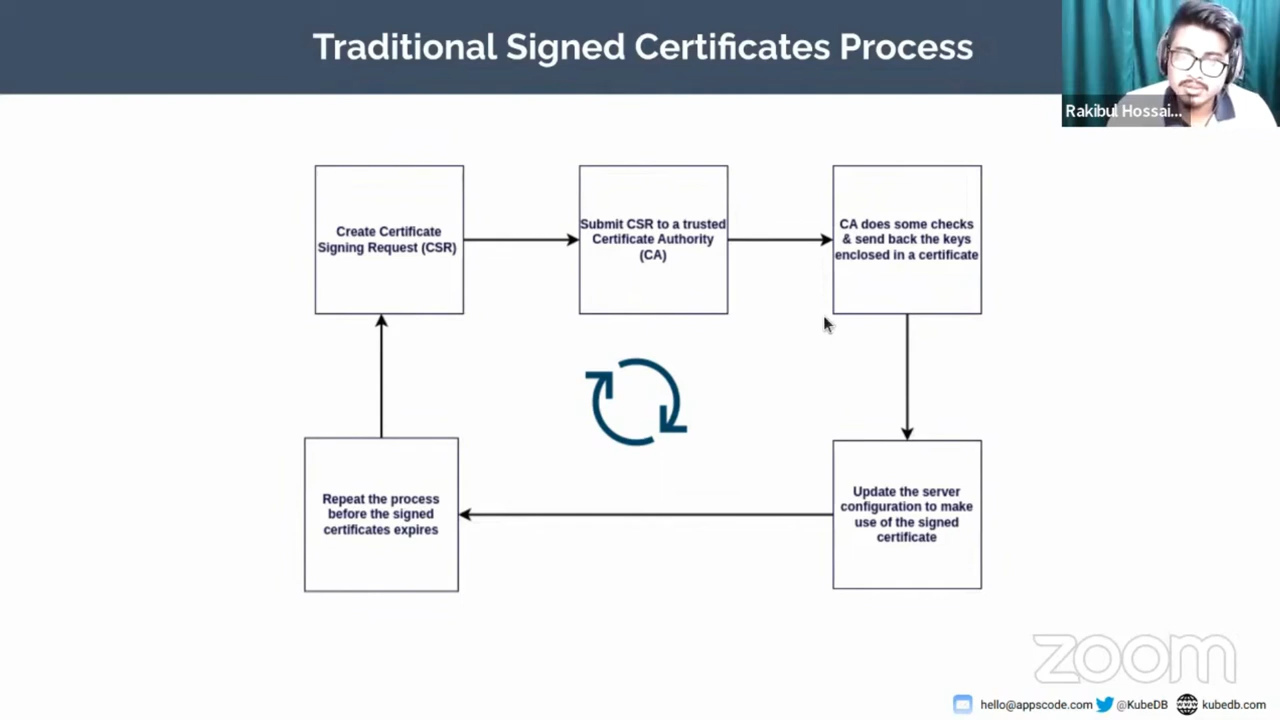 Traditional Signed Certificates Process
Rakibul Hossai...
Create Certificate
Signing Request (CSR)
Submit CSR to a trusted
Certificate Authority
(CA)
CA does some checks
& send back the keys
enclosed in a certificate
Repeat the process
before the signed
certificates expires
Update the server
configuration to make
use of the signed
certificate
zoom
hello@appscode.com @KubeDB kubedb.com